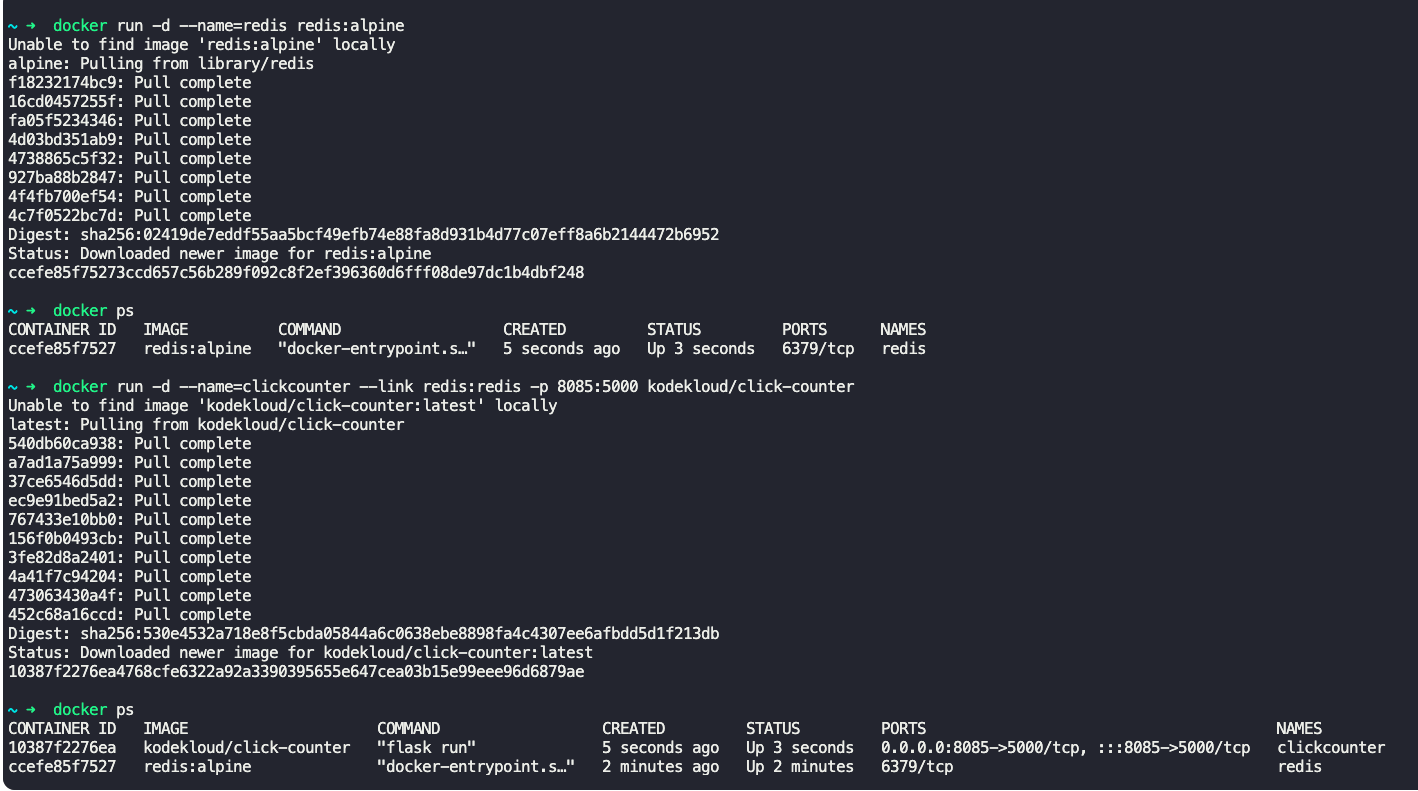 ~ ➜  docker run -d --name=redis redis:alpine
Unable to find image 'redis:alpine' locally
alpine: Pulling from library/redis
f18232174bc9: Pull complete
16cd0457255f: Pull complete
fa05f5234346: Pull complete
4d03bd351ab9: Pull complete
4738865c5f32: Pull complete
927ba88b2847: Pull complete
4f4fb700ef54: Pull complete
4c7f0522bc7d: Pull complete
Digest: sha256:02419de7eddf55aa5bcf49efb74e88fa8d931b4d77c07eff8a6b2144472b6952
Status: Downloaded newer image for redis:alpine
ccefe85f75273ccd657c56b289f092c8f2ef396360d6fff08de97dc1b4dbf248
~ ➜  docker ps
CONTAINER ID   IMAGE          COMMAND                  CREATED         STATUS         PORTS      NAMES
ccefe85f7527   redis:alpine   "docker-entrypoint.s…"   5 seconds ago   Up 3 seconds   6379/tcp   redis
~ ➜  docker run -d --name=clickcounter --link redis:redis -p 8085:5000 kodekloud/click-counter
Unable to find image 'kodekloud/click-counter:latest' locally
latest: Pulling from kodekloud/click-counter
540db60ca938: Pull complete
a7ad1a75a999: Pull complete
37ce6546d5dd: Pull complete
ec9e91bed5a2: Pull complete
767433e10bb0: Pull complete
156f0b0493cb: Pull complete
3fe82d8a2401: Pull complete
4a41f7c94204: Pull complete
473063430a4f: Pull complete
452c68a16ccd: Pull complete
Digest: sha256:530e4532a718e8f5cbda05844a6c0638ebe8898fa4c4307ee6afbdd5d1f213db
Status: Downloaded newer image for kodekloud/click-counter:latest
10387f2276ea4768cfe6322a92a3390395655e647cea03b15e99eee96d6879ae
~ ➜  docker ps
CONTAINER ID   IMAGE                     COMMAND                  CREATED         STATUS         PORTS                                       NAMES
10387f2276ea   kodekloud/click-counter   "flask run"              5 seconds ago   Up 3 seconds   0.0.0.0:8085->5000/tcp, :::8085->5000/tcp   clickcounter
ccefe85f7527   redis:alpine              "docker-entrypoint.s…"   2 minutes ago   Up 2 minutes   6379/tcp                                    redis